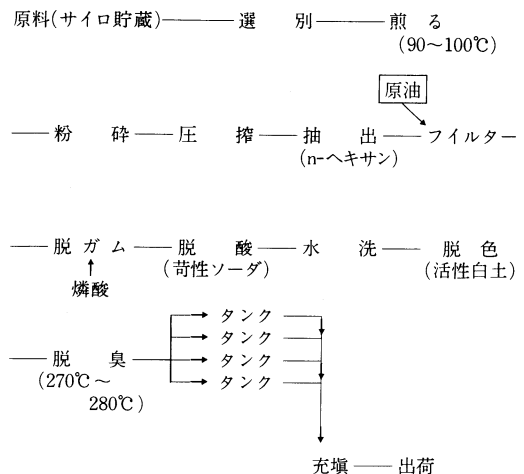 原料(サイロ貯蔵)──選別──煎る
(90〜100℃)
原油
──粉砕──圧搾──抽出──フイルター
(n-ヘキサン)
──脱ガム──脱酸──水洗──脱色
(苛性ソーダ)
(活性白土)
燐酸
タンク
タンク
──脱臭
タンク
(270℃〜
280℃)
タンク
充塡──出荷